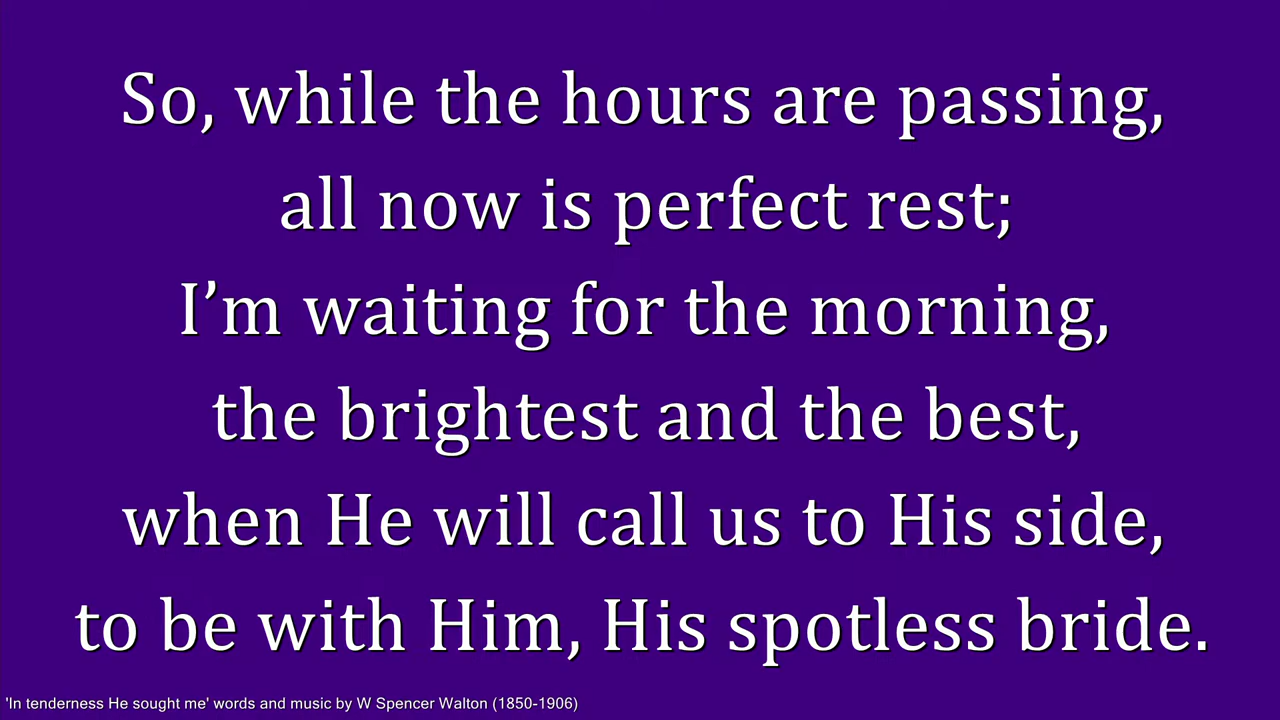 So, while the hours are passing,
all now is perfect rest;
I’m waiting for the morning,
the brightest and the best,
when He will call us to His side,
to be with Him, His spotless bride.
'In tenderness He sought me' words and music by W Spencer Walton (1850-1906)